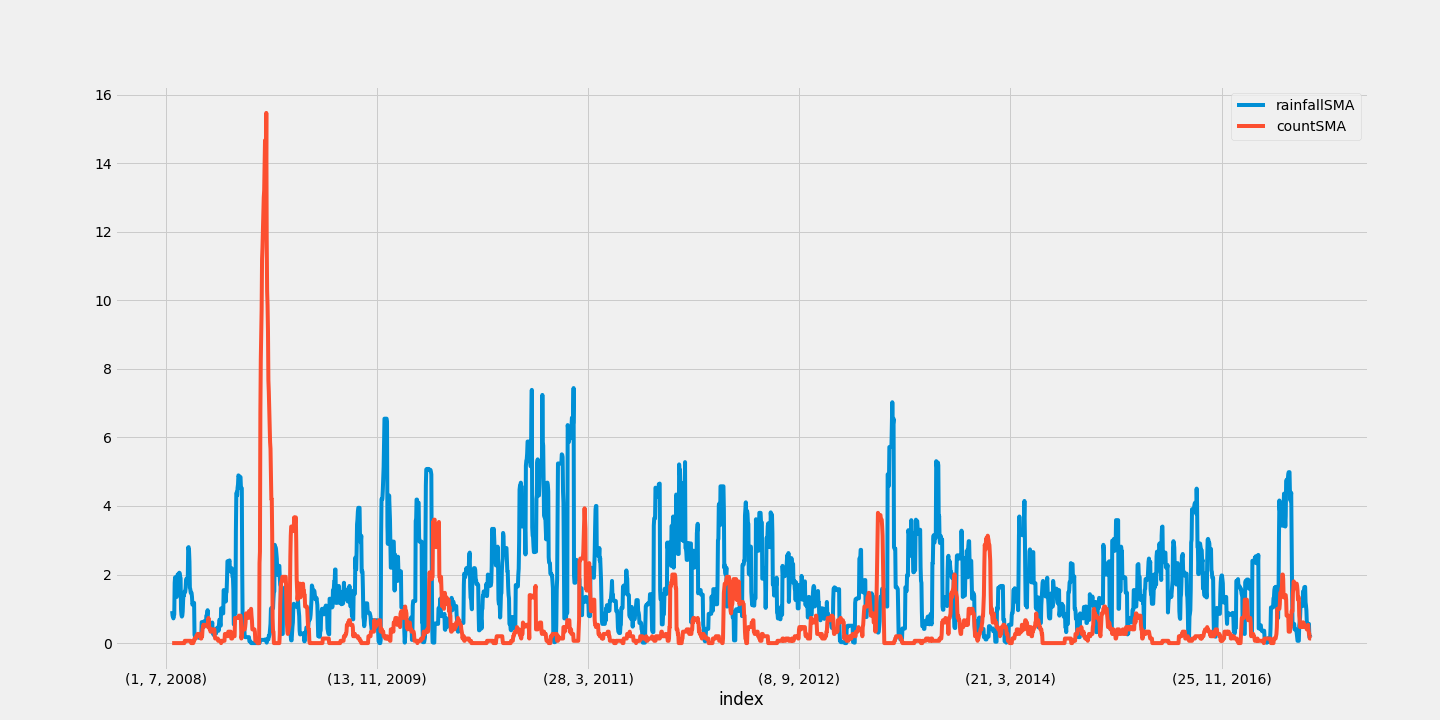 16
rainfallSMA
countSMA
14
12
10
8
6
4
2
0
(1, 7, 2008) (13, 11, 2009) (28, 3, 2011) (8, 9, 2012) (21, 3, 2014) (25, 11, 2016)
index